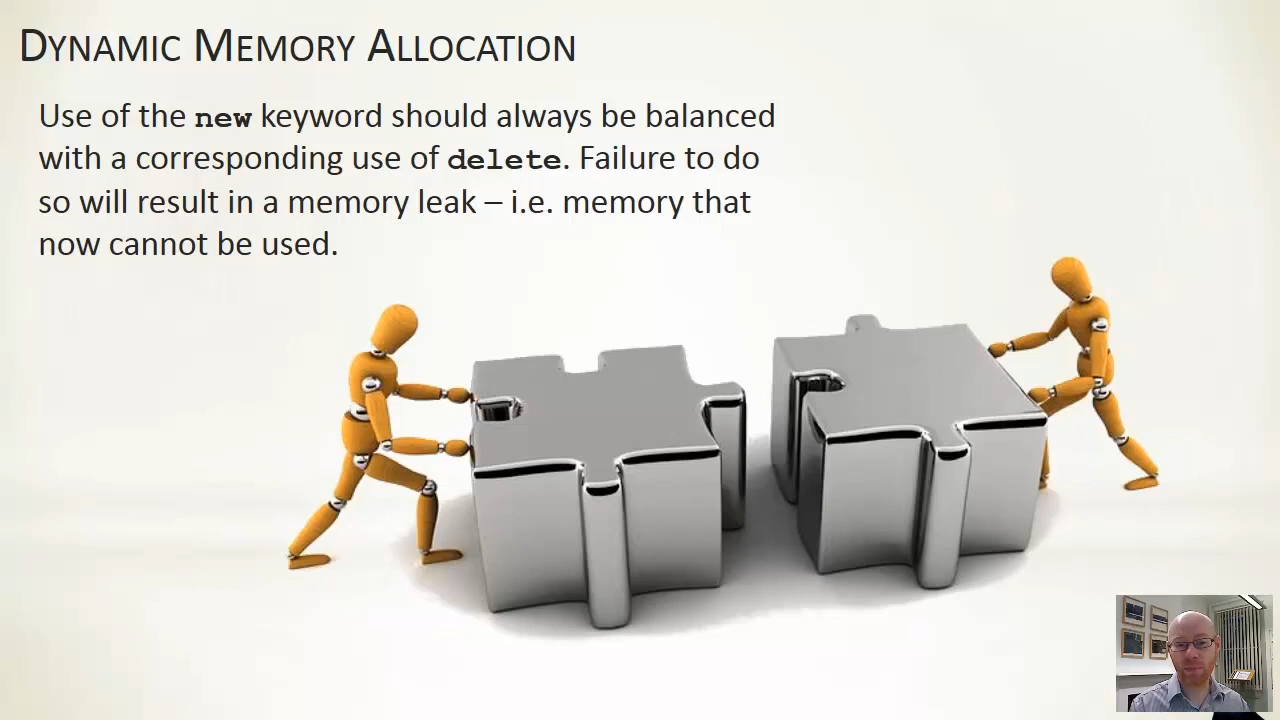 DYNAMIC MEMORY ALLOCATION
Use of the new keyword should always be balanced
with a corresponding use of delete. Failure to do
so will result in a memory leak – i.e. memory that
now cannot be used.